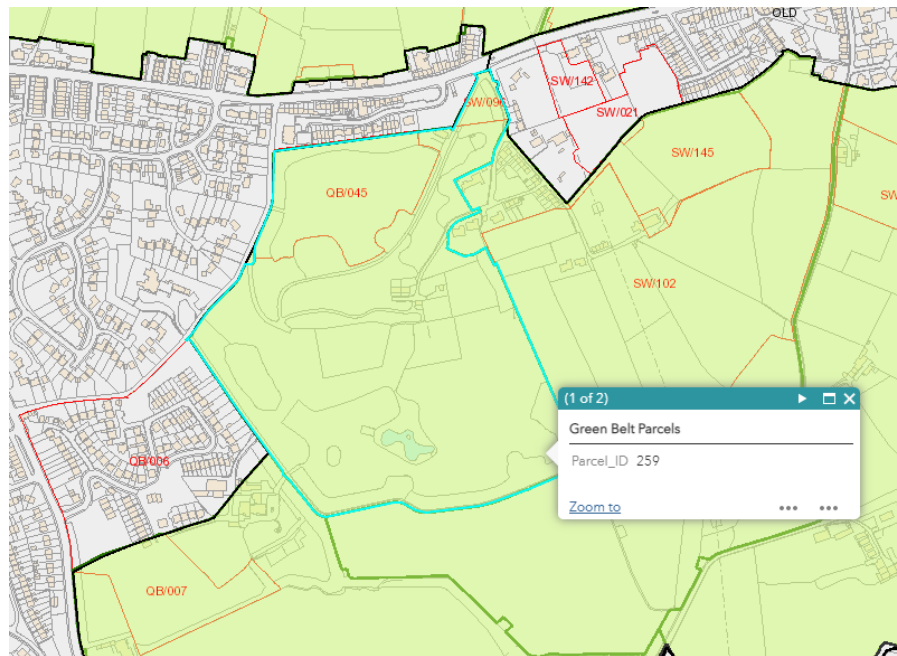 OLD
SW/142
SW/096
SW/021
SW/145
QB/045
SW
SW/102
(1 of 2)
Green Belt Parcels
Parcel_ID 259
QB/006
Zoom to
QB/007